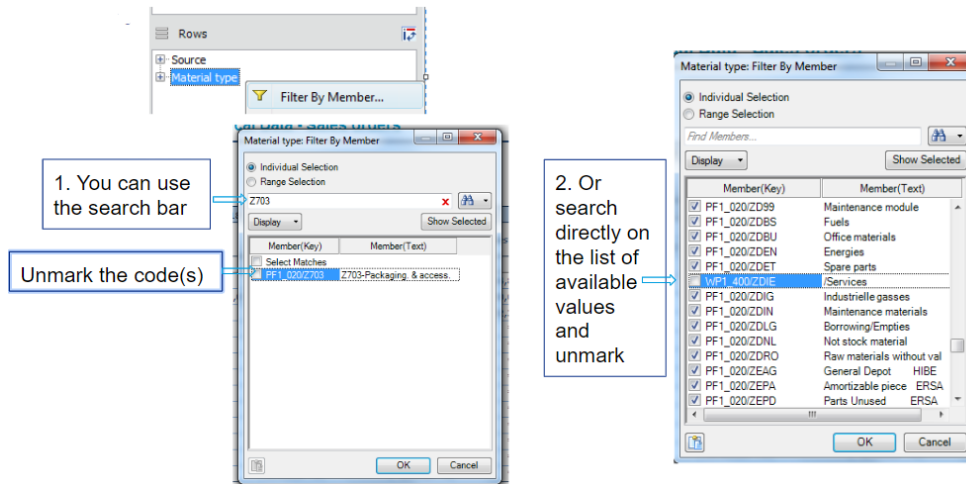 Rows
Source
Material type
Filter By Member...
Material type: Filter By Member
Individual Selection
Range Selection
Z703
Display
Show Selected
Member(Key) Member(Text)
Select Matches
PF1_020/Z703 Z703-Packaging. & access.
OK Cancel
1. You can use
the search bar
Unmark the code(s)
2. Or
search
directly on
the list of
available
values
and
unmark
Material type: Filter By Member
Individual Selection
Range Selection
Find Members...
Display
Show Selected
Member(Key) Member(Text)
PF1_020/ZD99 Maintenance module
PF1_020/ZDBS Fuels
PF1_020/ZDBU Office materials
PF1_020/ZDEN Energies
PF1_020/ZDET Spare parts
WP1_400/ZDIE /Services
PF1_020/ZDIG Industrielle gasses
PF1_020/ZDIN Maintenance materials
PF1_020/ZDLG Borrowing/Empties
PF1_020/ZDNL Not stock material
PF1_020/ZDRO Raw materials without val
PF1_020/ZEAG General Depot HIBE
PF1_020/ZEPA Amortizable piece ERSA
PF1_020/ZEPD Parts Unused ERSA
OK Cancel